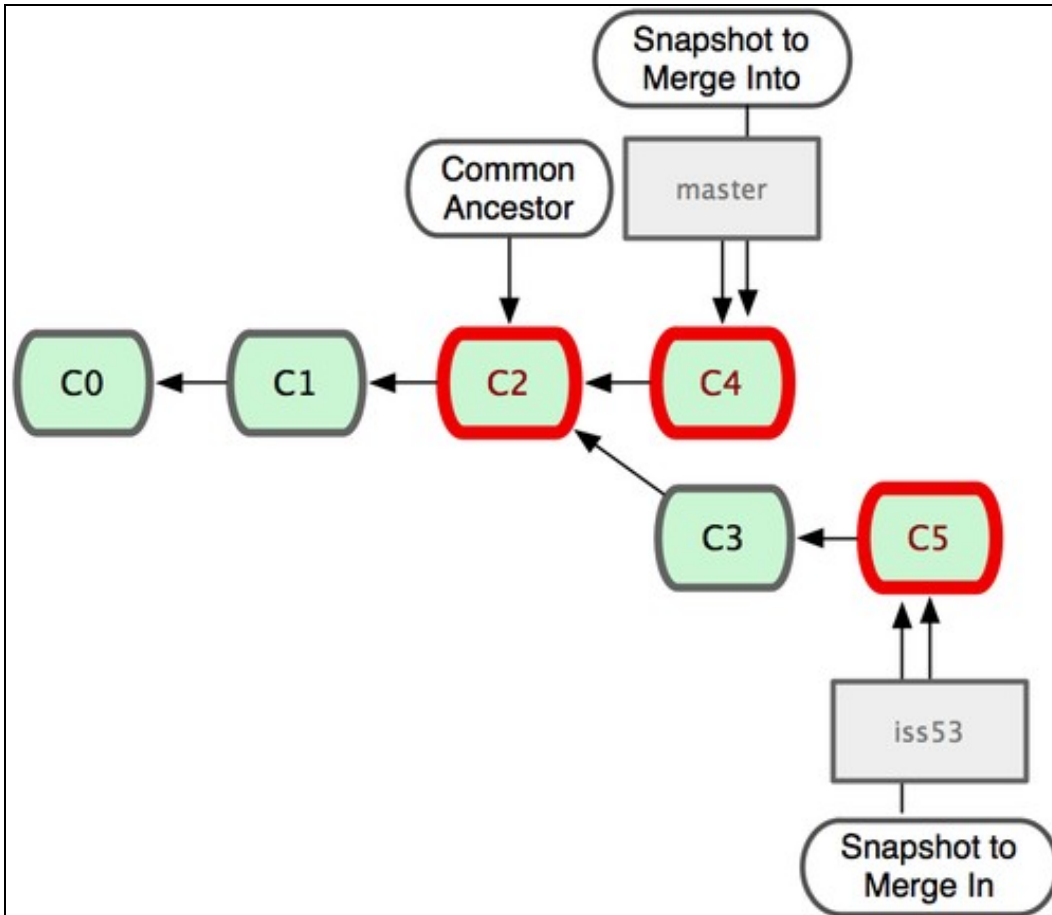 Snapshot to
Merge Into
Common
Ancestor
master
C0
C1
C2
C4
C3
C5
iss53
Snapshot to
Merge In